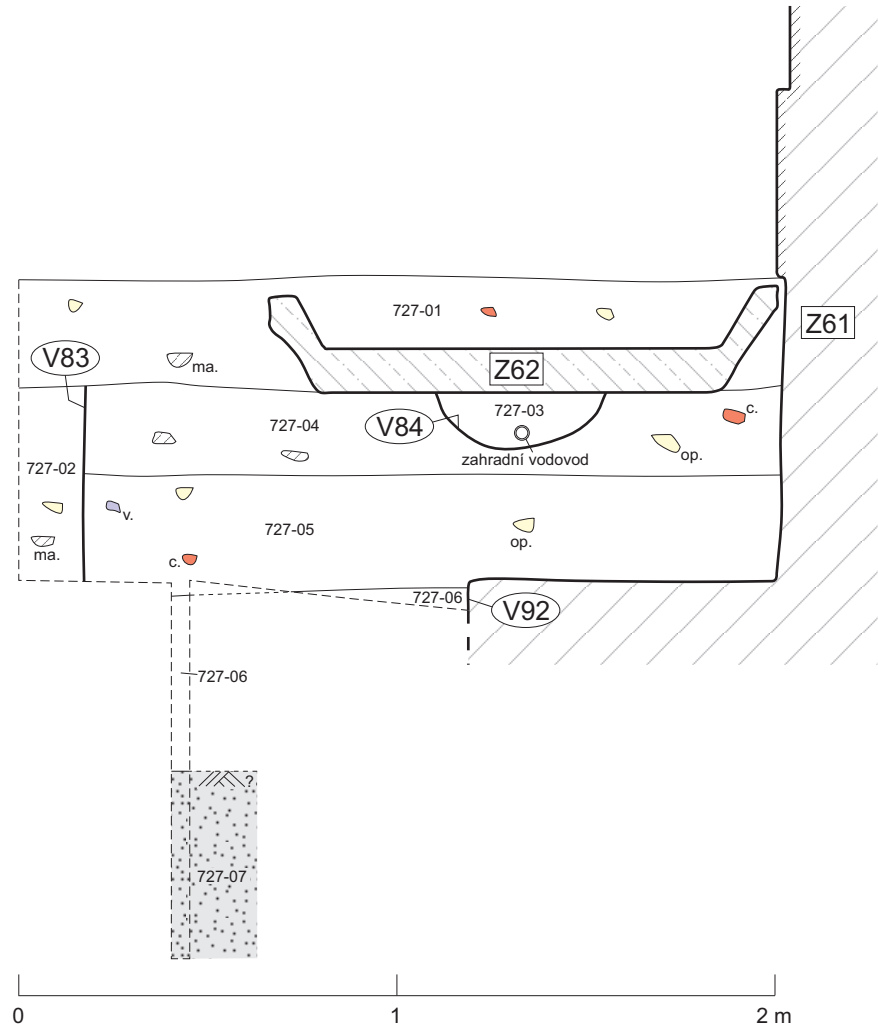 727-01
Z61
V83
ma.
Z62
727-03
c.
727-04
V84
727-02
zahradní vodovod
op.
v.
727-05
op.
ma.
c.
727-06
V92
727-06
?
727-07
0
1
2 m